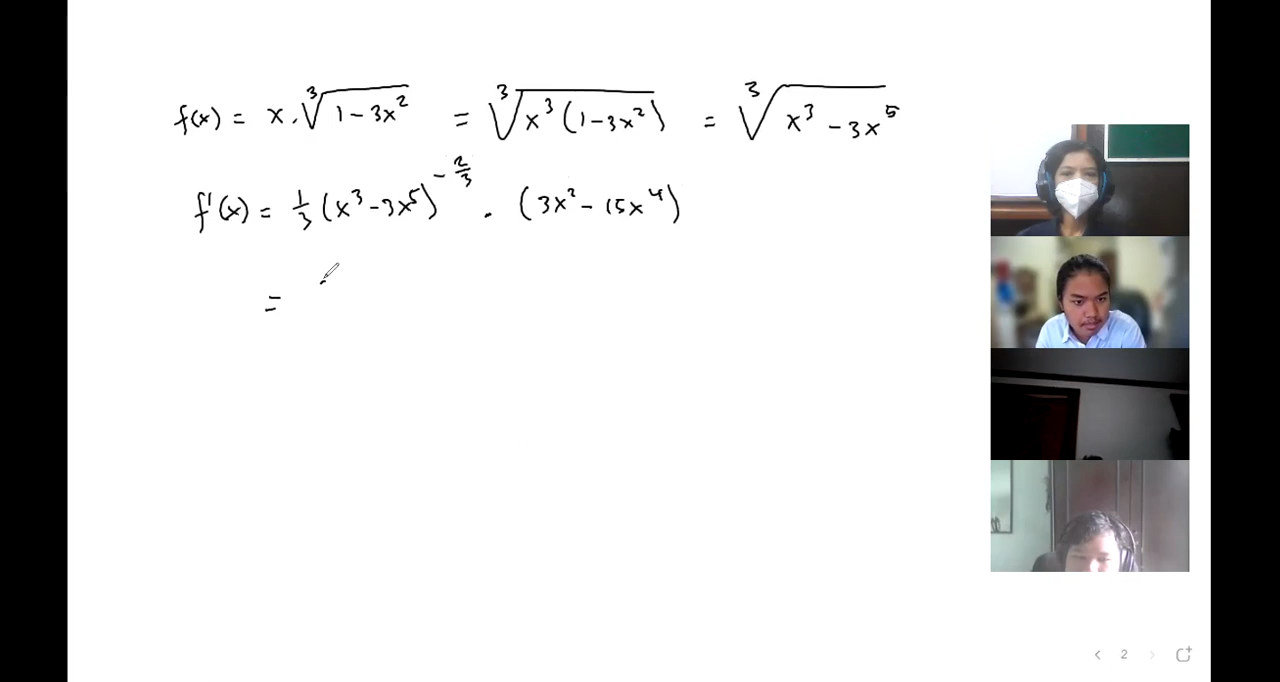 f(x) = x . ∛(1 - 3x²) = ∛(x³ (1 - 3x²)) = ∛(x³ - 3x⁵)
f'(x) = 1/3 (x³ - 3x⁵)^(-2/3) . (3x² - 15x⁴)
=
2